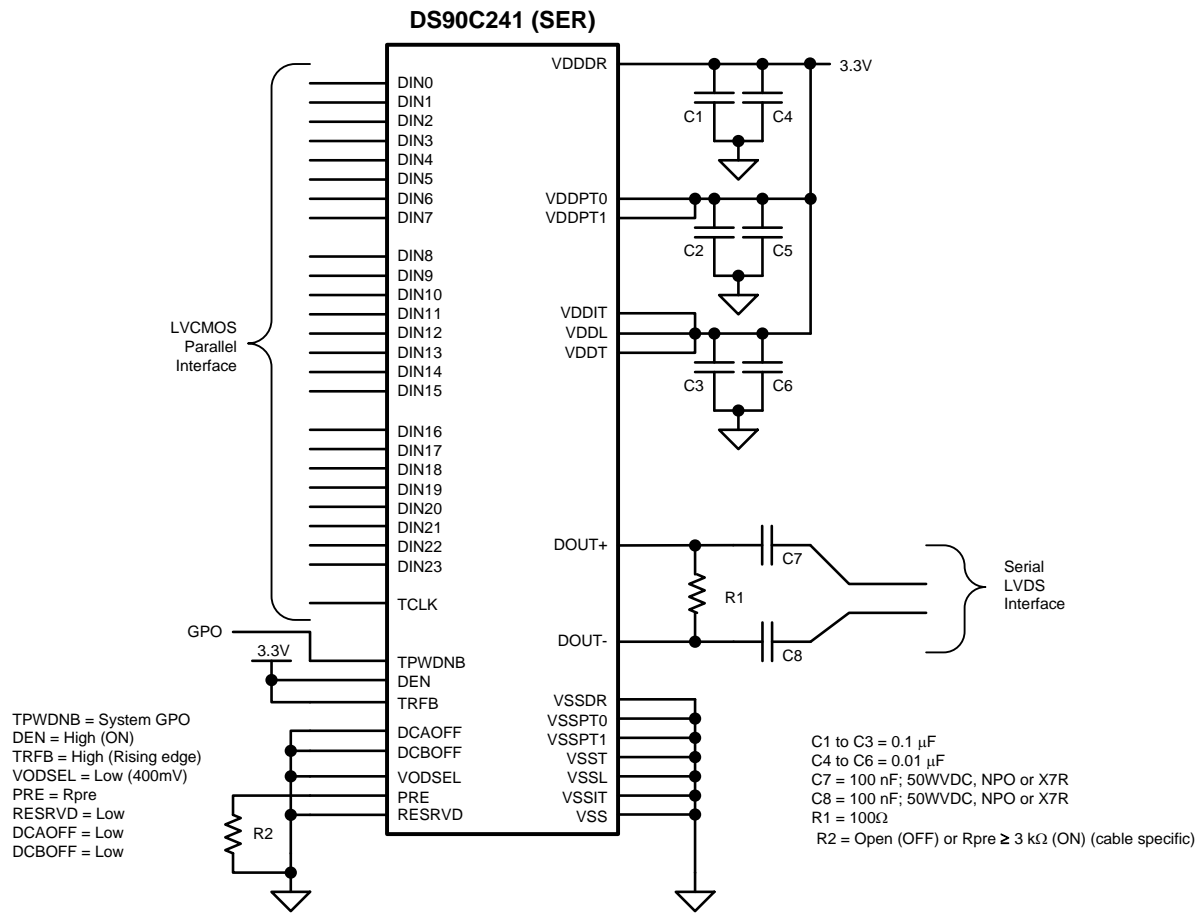 DS90C241 (SER)
VDDDR
3.3V
DIN0
DIN1
DIN2
DIN3
DIN4
DIN5
DIN6
DIN7
C1
C4
VDDPT0
VDDPT1
C2
C5
DIN8
DIN9
DIN10
DIN11
DIN12
DIN13
DIN14
DIN15
LVCMOS
Parallel
Interface
VDDIT
VDDL
VDDT
C3
C6
DIN16
DIN17
DIN18
DIN19
DIN20
DIN21
DIN22
DIN23
TCLK
DOUT+
C7
R1
DOUT-
C8
Serial
LVDS
Interface
GPO
3.3V
TPWDNB
DEN
TRFB
DCAOFF
DCBOFF
VODSEL
PRE
RESRVD
R2
VSSDR
VSSPT0
VSSPT1
VSST
VSSL
VSSIT
VSS
TPWDNB = System GPO
DEN = High (ON)
TRFB = High (Rising edge)
VODSEL = Low (400mV)
PRE = Rpre
RESRVD = Low
DCAOFF = Low
DCBOFF = Low
C1 to C3 = 0.1 μF
C4 to C6 = 0.01 μF
C7 = 100 nF; 50WVDC, NPO or X7R
C8 = 100 nF; 50WVDC, NPO or X7R
R1 = 100Ω
R2 = Open (OFF) or Rpre ≥ 3 kΩ (ON) (cable specific)